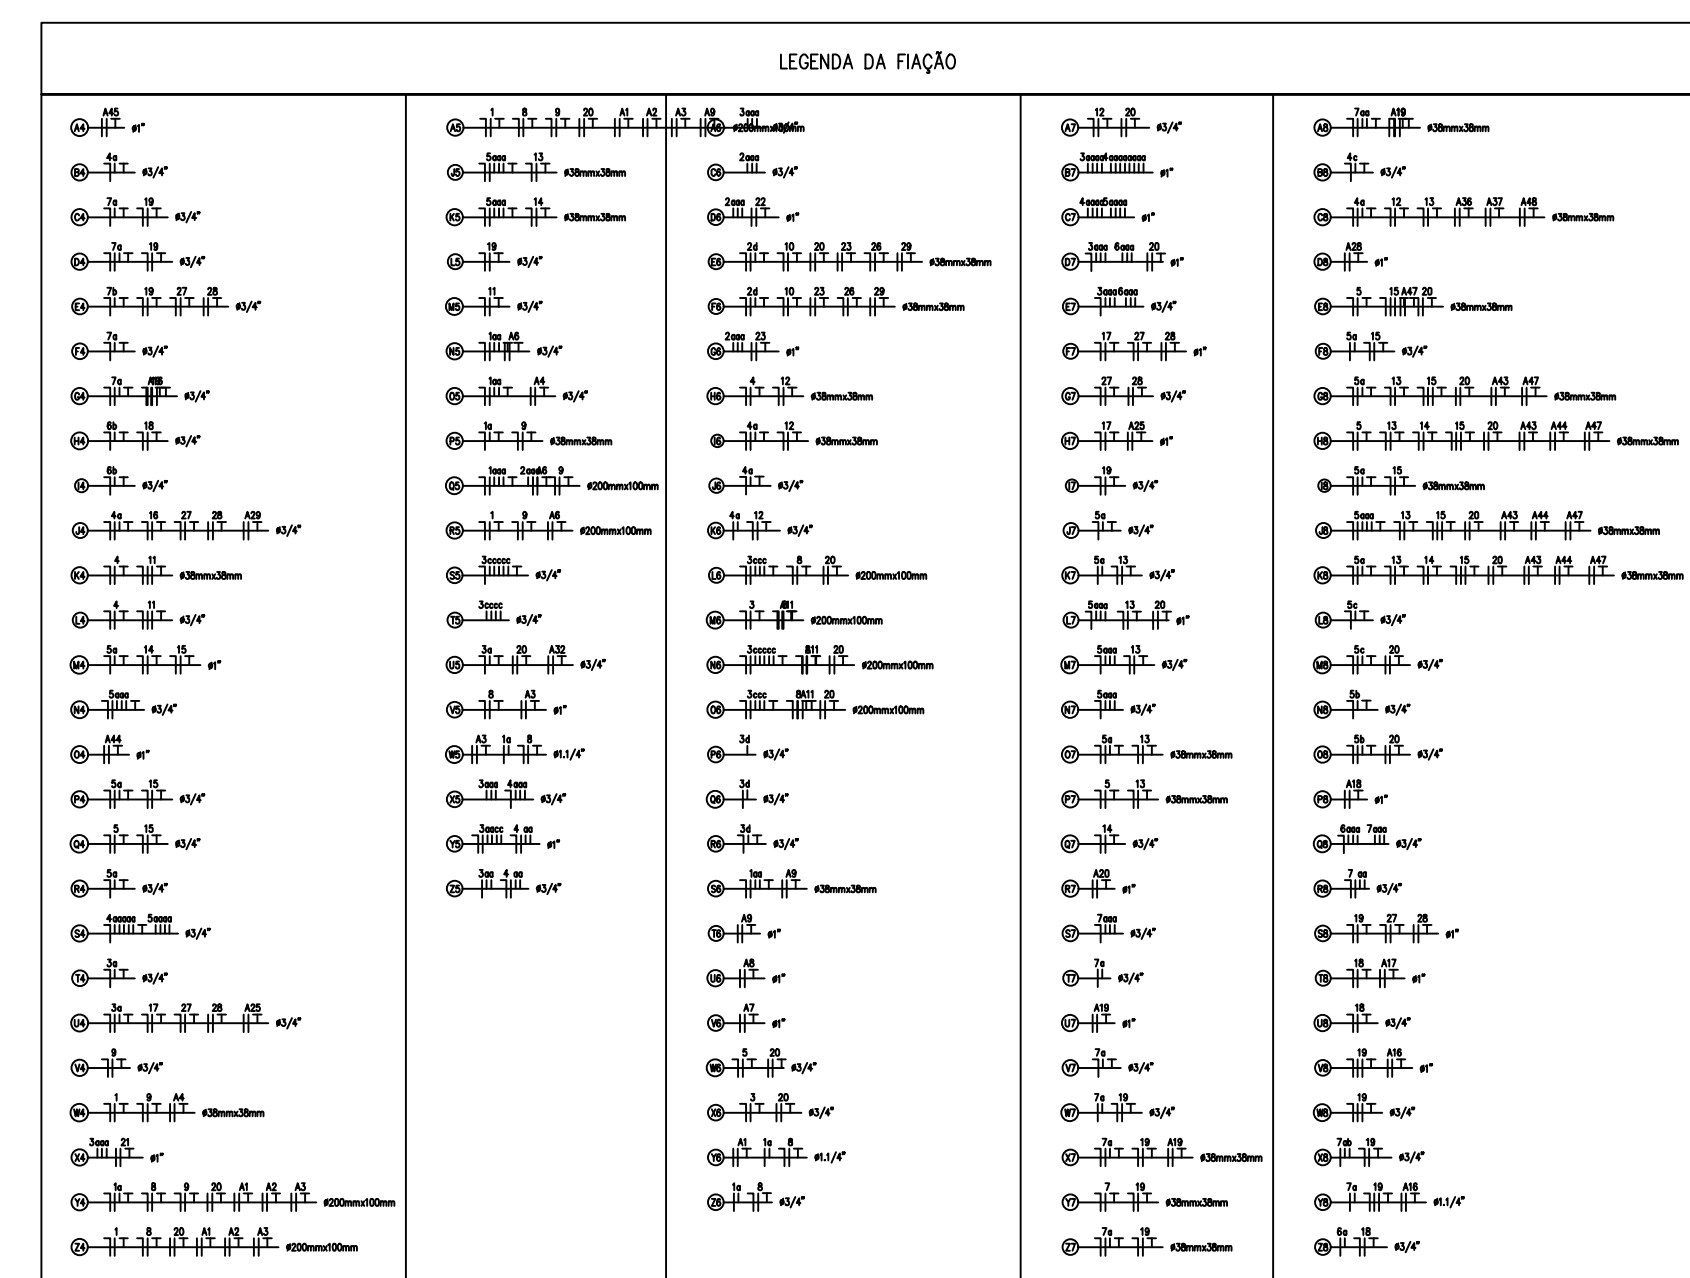 LEGENDA DA FIAÇÃO
A4 A45 ø1"
B4 4a ø3/4"
C4 7a 19 ø3/4"
D4 7a 19 ø3/4"
E4 7b 19 27 28 ø3/4"
F4 7a ø3/4"
G4 7a ø3/4"
H4 6b 18 ø3/4"
I4 6b ø3/4"
J4 4a 16 27 28 A29 ø3/4"
K4 4 11 ø38mmx38mm
L4 4 11 ø3/4"
M4 5a 14 15 ø1"
N4 5aaa ø3/4"
O4 A44 ø1"
P4 5a 15 ø3/4"
Q4 5 15 ø3/4"
R4 5a ø3/4"
S4 4aaaaa 5aaaa ø3/4"
T4 3a ø3/4"
U4 3a 17 27 28 A25 ø3/4"
V4 9 ø3/4"
W4 1 9 A4 ø38mmx38mm
X4 3aaa 21 ø1"
Y4 1a 8 9 20 A1 A2 A3 ø200mmx100mm
Z4 1 8 20 A1 A2 A3 ø200mmx100mm
A5 1 8 9 20 A1 A2 A3 A9
J5 5aaa 13 ø38mmx38mm
K5 5aaa 14 ø38mmx38mm
L5 19 ø3/4"
M5 11 ø3/4"
N5 1aa A6 ø3/4"
O5 1aa A4 ø3/4"
P5 1a 9 ø38mmx38mm
Q5 1aaa 2aaa A6 9 ø200mmx100mm
R5 1 9 A6 ø200mmx100mm
S5 3ccccc ø3/4"
T5 3cccc ø3/4"
U5 3a 20 A32 ø3/4"
V5 8 A3 ø1"
W5 A3 1a 8 ø1.1/4"
X5 3aaa 4aaa ø3/4"
Y5 3aacc 4 aa ø1"
Z5 3aa 4 aa ø3/4"
A6 3aaa
C6 2aaa ø3/4"
D6 2aaa 22 ø1"
E6 2d 10 20 23 26 29 ø38mmx38mm
F6 2d 10 23 26 29 ø38mmx38mm
G6 2aaa 23 ø1"
H6 4 12 ø38mmx38mm
I6 4a 12 ø38mmx38mm
J6 4a ø3/4"
K6 4a 12 ø3/4"
L6 3ccc 8 20 ø200mmx100mm
M6 3 ø200mmx100mm
N6 3ccccc 20 ø200mmx100mm
O6 3ccc 8 A11 20 ø200mmx100mm
P6 3d ø3/4"
Q6 3d ø3/4"
R6 3d ø3/4"
S6 1aa A9 ø38mmx38mm
T6 A9 ø1"
U6 A8 ø1"
V6 A7 ø1"
W6 5 20 ø3/4"
X6 3 20 ø3/4"
Y6 A1 1a 8 ø1.1/4"
Z6 1a 8 ø3/4"
A7 12 20 ø3/4"
B7 3aaaa4aaaaaaaa ø1"
C7 4aaaa5aaaa ø1"
D7 3aaa 6aaa 20 ø1"
E7 3aaa6aaa ø3/4"
F7 17 27 28 ø1"
G7 27 28 ø3/4"
H7 17 A25 ø1"
I7 19 ø3/4"
J7 5a ø3/4"
K7 5a 13 ø3/4"
L7 5aaa 13 20 ø1"
M7 5aaa 13 ø3/4"
N7 5aaa ø3/4"
O7 5a 13 ø38mmx38mm
P7 5 13 ø38mmx38mm
Q7 14 ø3/4"
R7 A20 ø1"
S7 7aaa ø3/4"
T7 7a ø3/4"
U7 A19 ø1"
V7 7a ø3/4"
W7 7a 19 ø3/4"
X7 7a 19 A19 ø38mmx38mm
Y7 7 19 ø38mmx38mm
Z7 7a 19 ø38mmx38mm
A8 7aa A19 ø38mmx38mm
B8 4c ø3/4"
C8 4a 12 13 A36 A37 A48 ø38mmx38mm
D8 A28 ø1"
E8 5 15 A47 20 ø38mmx38mm
F8 5a 15 ø3/4"
G8 5a 13 15 20 A43 A47 ø38mmx38mm
H8 5 13 14 15 20 A43 A44 A47 ø38mmx38mm
I8 5a 15 ø38mmx38mm
J8 5aaa 13 15 20 A43 A44 A47 ø38mmx38mm
K8 5a 13 14 15 20 A43 A44 A47 ø38mmx38mm
L8 5c ø3/4"
M8 5c 20 ø3/4"
N8 5b ø3/4"
O8 5b 20 ø3/4"
P8 A18 ø1"
Q8 6aaa 7aaa ø3/4"
R8 7 aa ø3/4"
S8 19 27 28 ø1"
T8 18 A17 ø1"
U8 18 ø3/4"
V8 19 A16 ø1"
W8 19 ø3/4"
X8 7ab 19 ø3/4"
Y8 7a 19 A16 ø1.1/4"
Z8 6a 18 ø3/4"